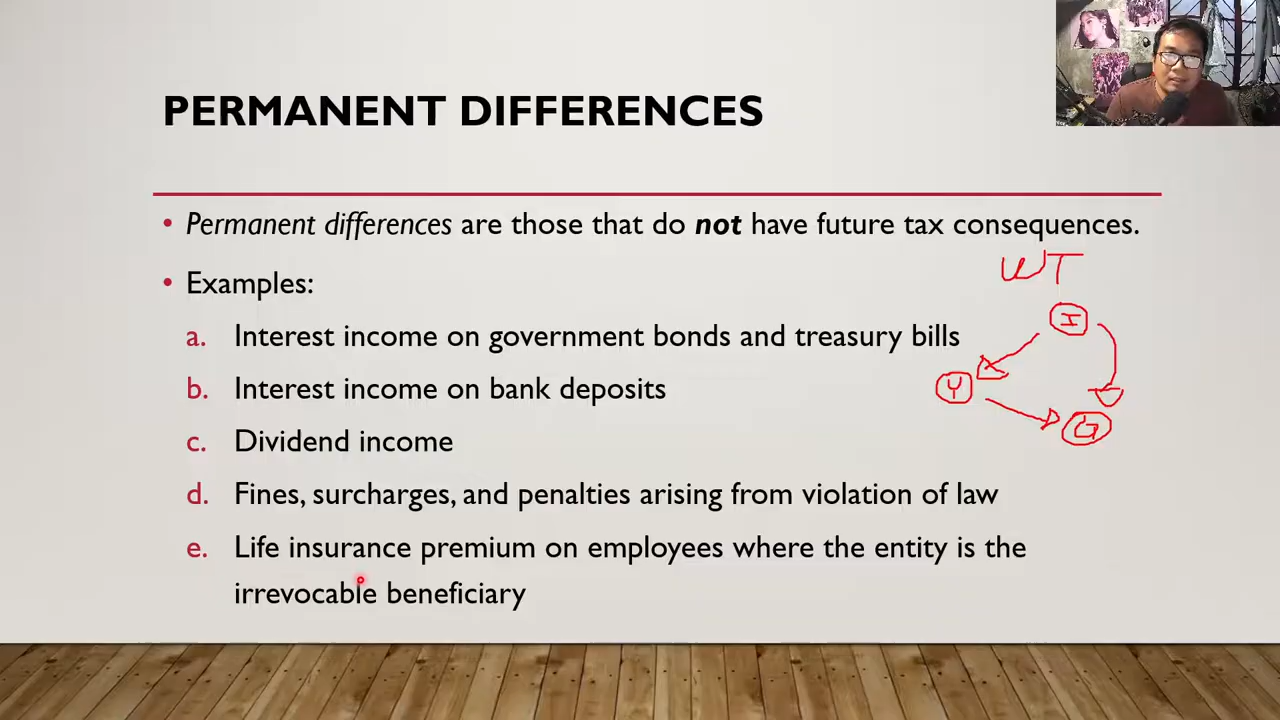 PERMANENT DIFFERENCES
• Permanent differences are those that do not have future tax consequences.
WT
• Examples:
I
a. Interest income on government bonds and treasury bills
Y
b. Interest income on bank deposits
G
c. Dividend income
d. Fines, surcharges, and penalties arising from violation of law
e. Life insurance premium on employees where the entity is the
irrevocable beneficiary